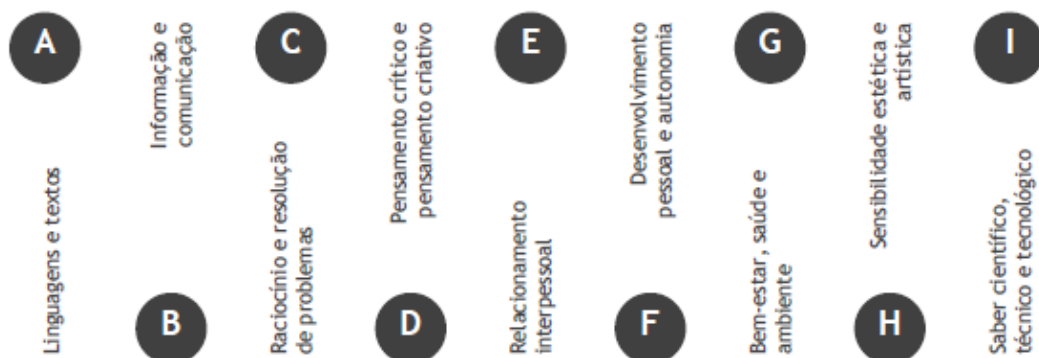 A
Linguagens e textos
Informação e
comunicação
B
C
Raciocínio e resolução
de problemas
Pensamento crítico e
pensamento criativo
D
E
Relacionamento
interpessoal
Desenvolvimento
pessoal e autonomia
F
G
Bem-estar, saúde e
ambiente
Sensibilidade estética e
artística
H
I
Saber científico,
técnico e tecnológico